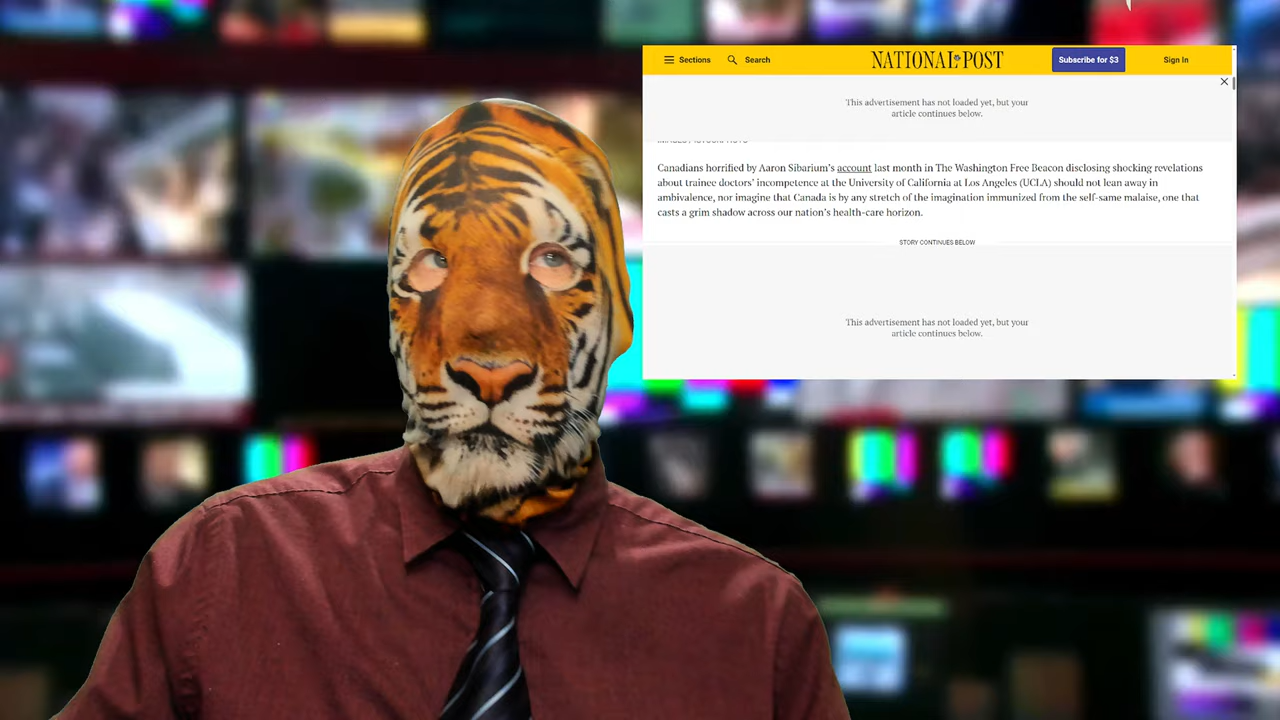 Sections
Search
NATIONAL POST
Subscribe for $3
Sign In
This advertisement has not loaded yet, but your
article continues below.
Canadians horrified by Aaron Sibarium's account last month in The Washington Free Beacon disclosing shocking revelations
about trainee doctors' incompetence at the University of California at Los Angeles (UCLA) should not lean away in
ambivalence, nor imagine that Canada is by any stretch of the imagination immunized from the self-same malaise, one that
casts a grim shadow across our nation's health-care horizon.
STORY CONTINUES BELOW
This advertisement has not loaded yet, but your
article continues below.